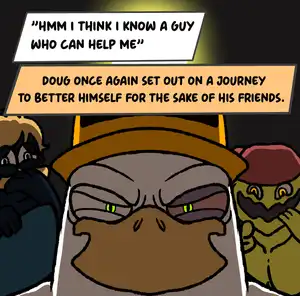 "HMM I THINK I KNOW A GUY
WHO CAN HELP ME"
DOUG ONCE AGAIN SET OUT ON A JOURNEY
TO BETTER HIMSELF FOR THE SAKE OF HIS FRIENDS.